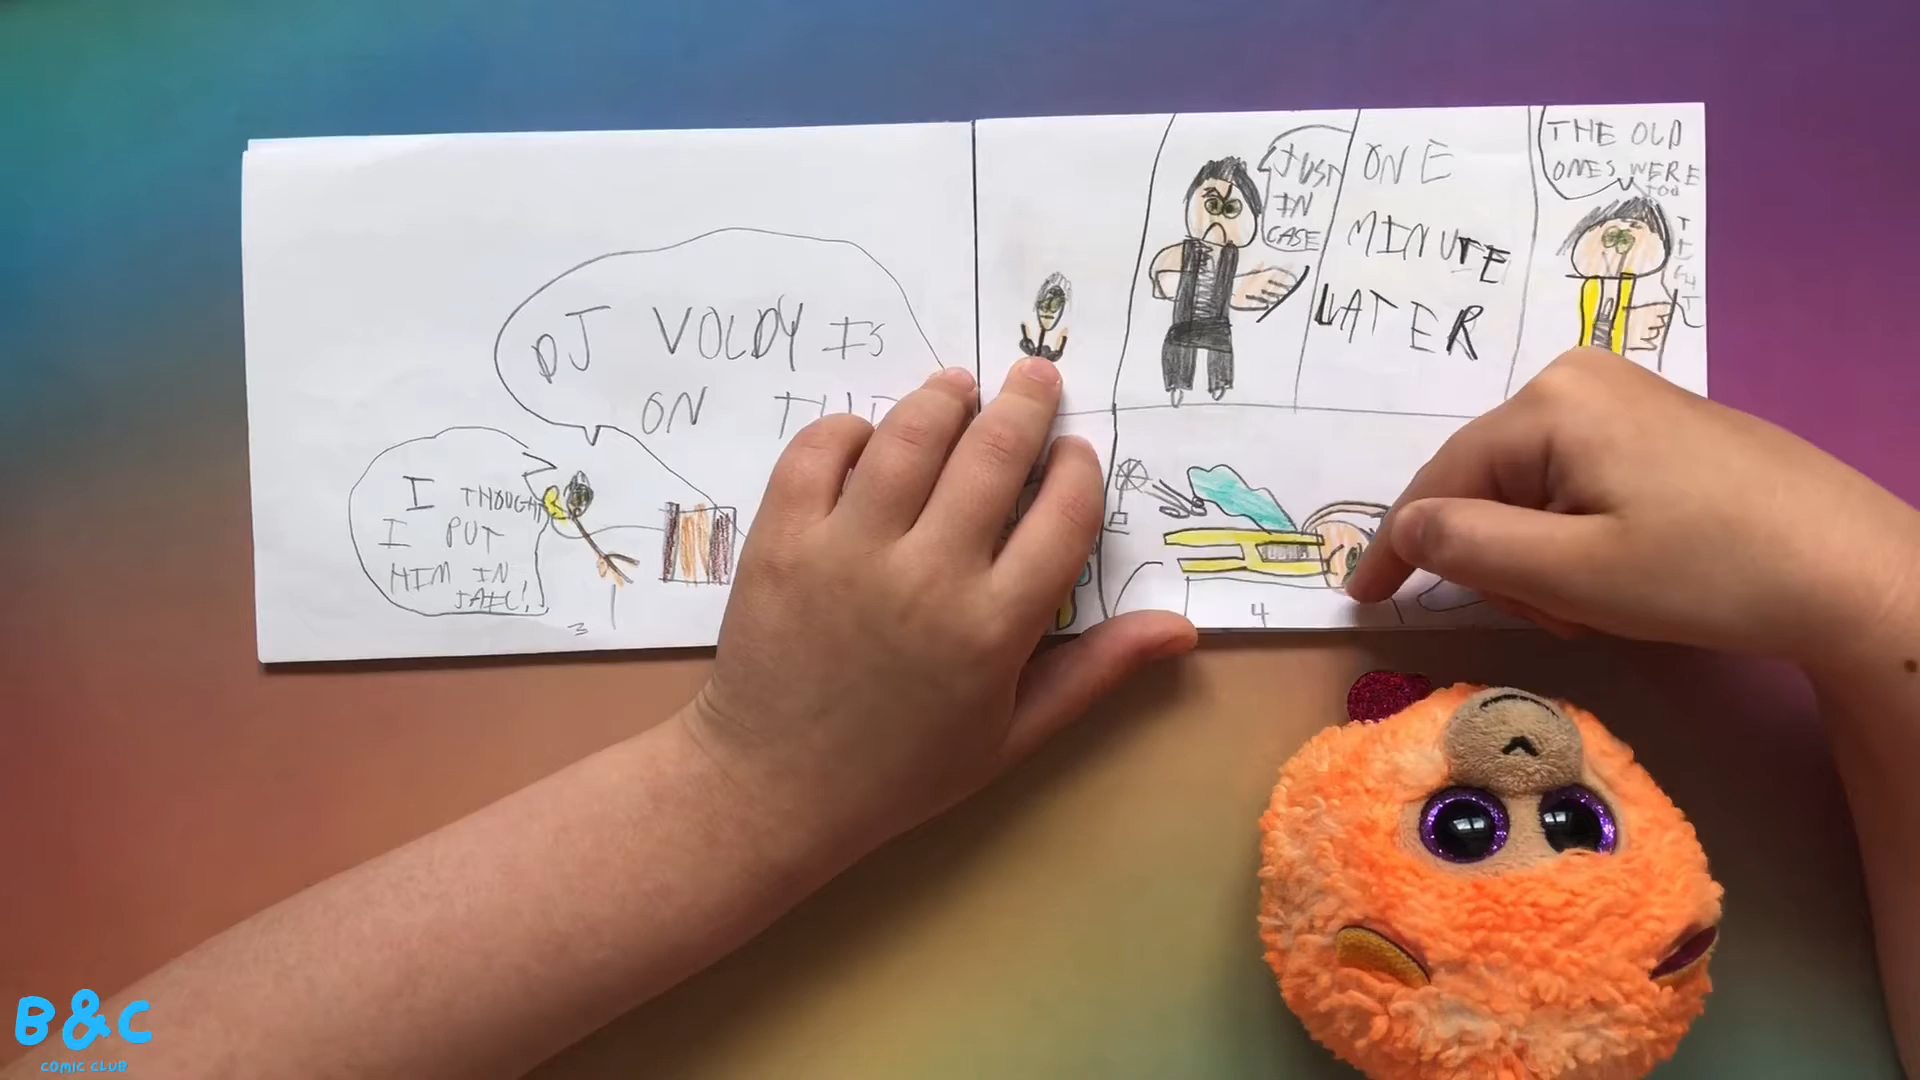 DJ VOLDY IS
ON
I THOUGHT
I PUT
HIM IN
JAIL!
3
JUST
IN
CASE
ONE
MINUTE
LATER
THE OLD
ONES WERE
TOO
TIGHT
4
B&C
COMIC CLUB